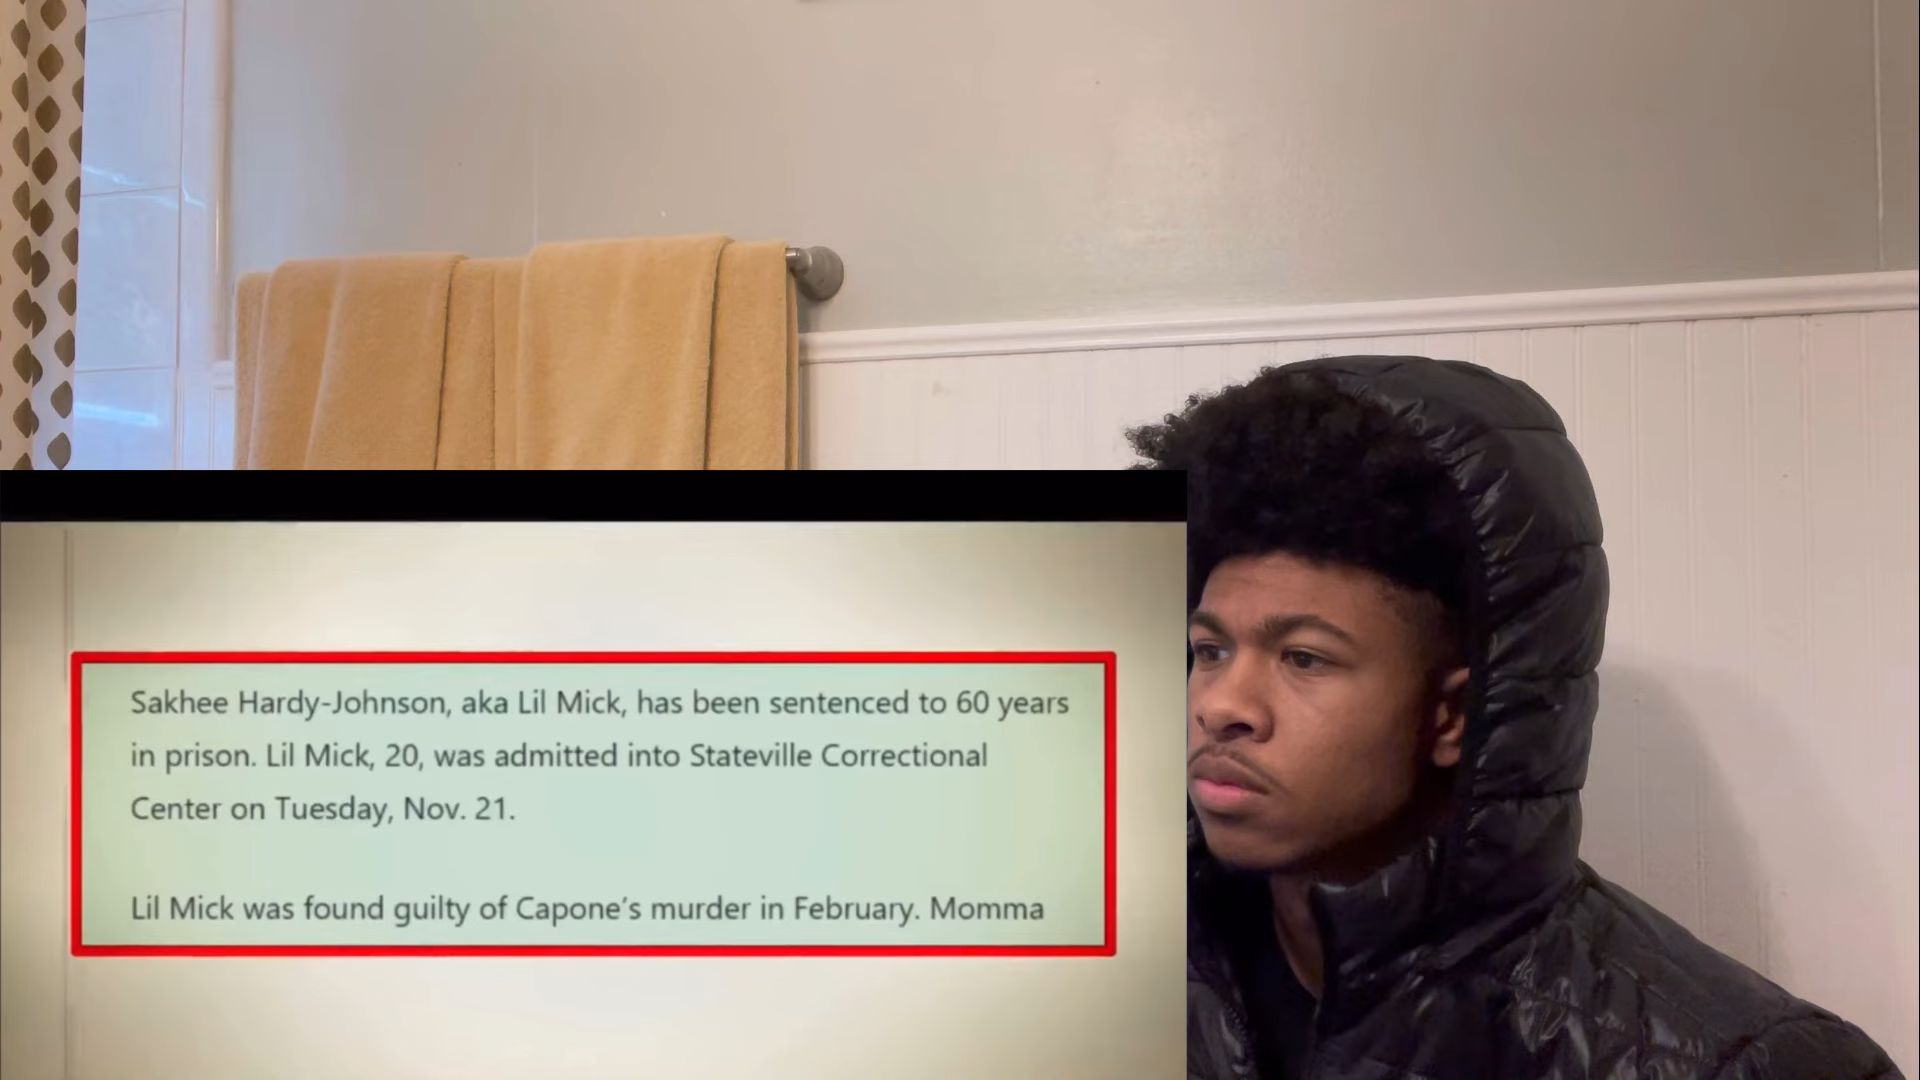 Sakhee Hardy-Johnson, aka Lil Mick, has been sentenced to 60 years
in prison. Lil Mick, 20, was admitted into Stateville Correctional
Center on Tuesday, Nov. 21.
Lil Mick was found guilty of Capone’s murder in February. Momma